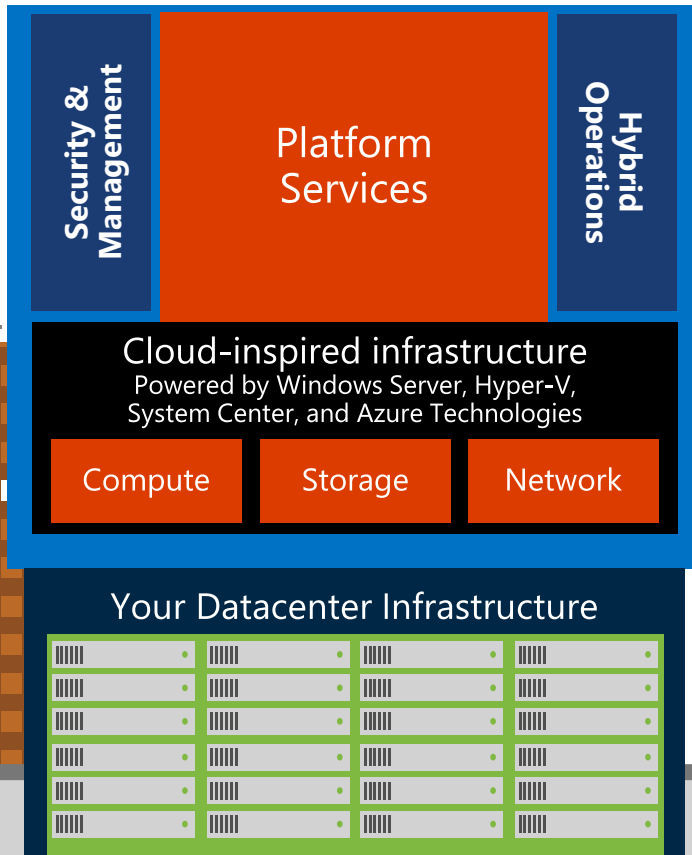 Security &
Management
Platform
Services
Hybrid
Operations
Cloud-inspired infrastructure
Powered by Windows Server, Hyper-V,
System Center, and Azure Technologies
Compute
Storage
Network
Your Datacenter Infrastructure